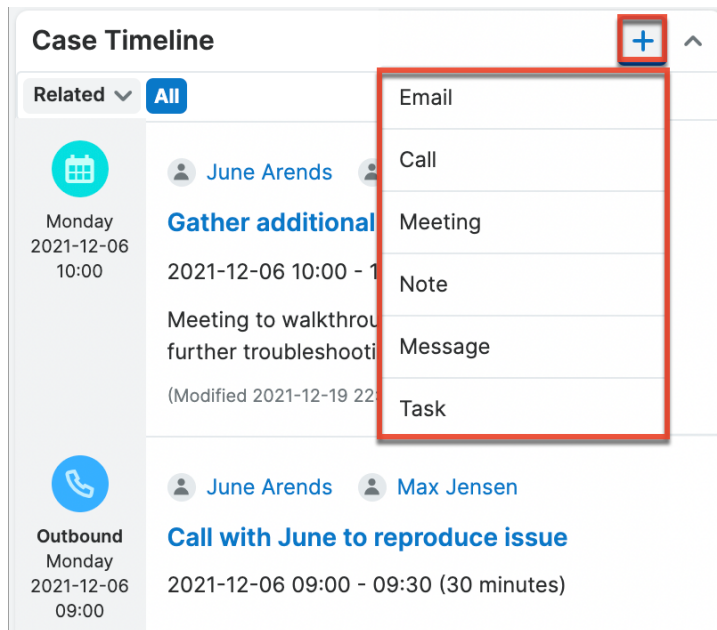 Case Timeline
Related All
Email
Call
Meeting
Note
Message
Task
Monday
2021-12-06
10:00
June Arends
Gather additional
2021-12-06 10:00 -
Meeting to
further
(Modified 2021-12-19
Outbound
Monday
2021-12-06
09:00
June Arends Max Jensen
Call with June to reproduce issue
2021-12-06 09:00 - 09:30 (30 minutes)